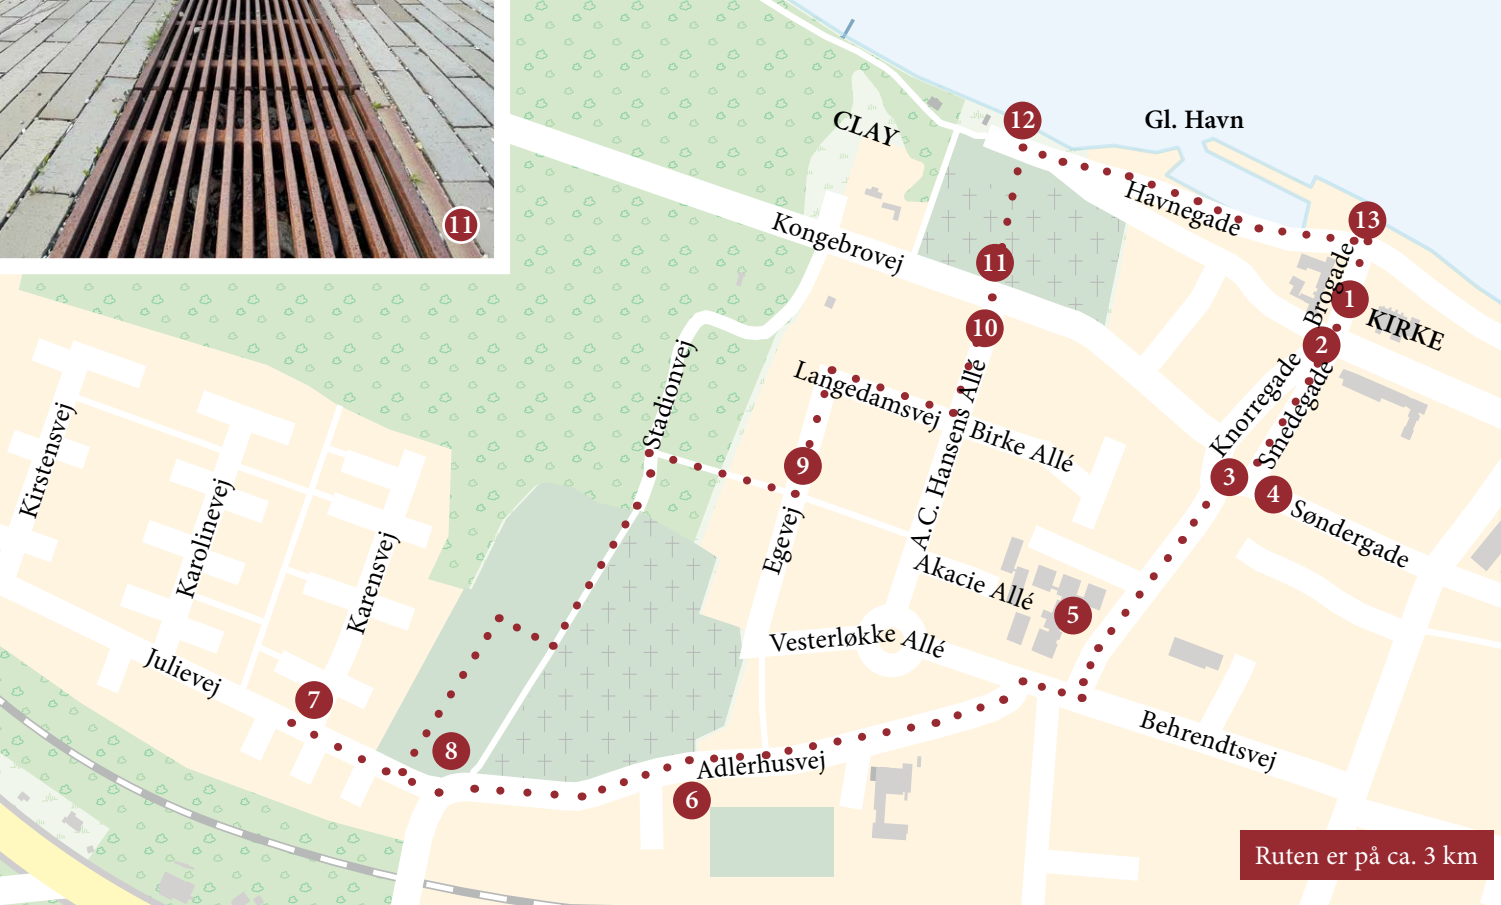 11
12
Gl. Havn
CLAY
Havnegade
13
Kongebrovej
11
Brogade
1
KIRKE
10
2
Stadionvej
Langedamsvej
Birke Allé
A.C. Hansens Allé
Knorregade
Smedegade
Kirstensvej
9
3
4
Søndergade
Karolinevej
Karensvej
Egevej
Akacie Allé
5
Vesterløkke Allé
Julievej
7
8
Adlerhusvej
6
Behrendtsvej
Ruten er på ca. 3 km